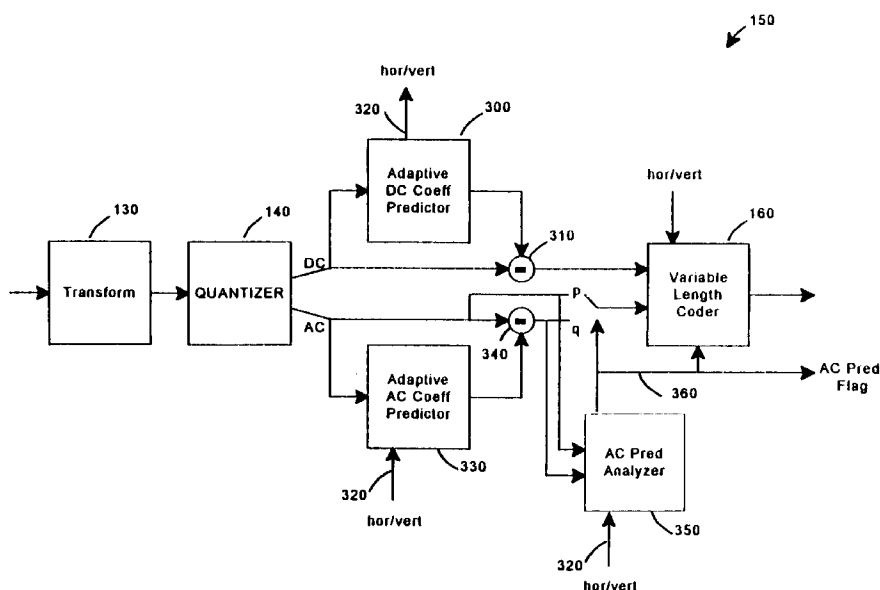 150
hor/vert
320
300
Adaptive
DC Coeff
Predictor
hor/vert
130
140
160
DC
310
Transform
QUANTIZER
Variable
Length
Coder
p
AC
340
q
Adaptive
AC Coeff
Predictor
360
AC Pred
Flag
330
320
hor/vert
AC Pred
Analyzer
350
320
hor/vert